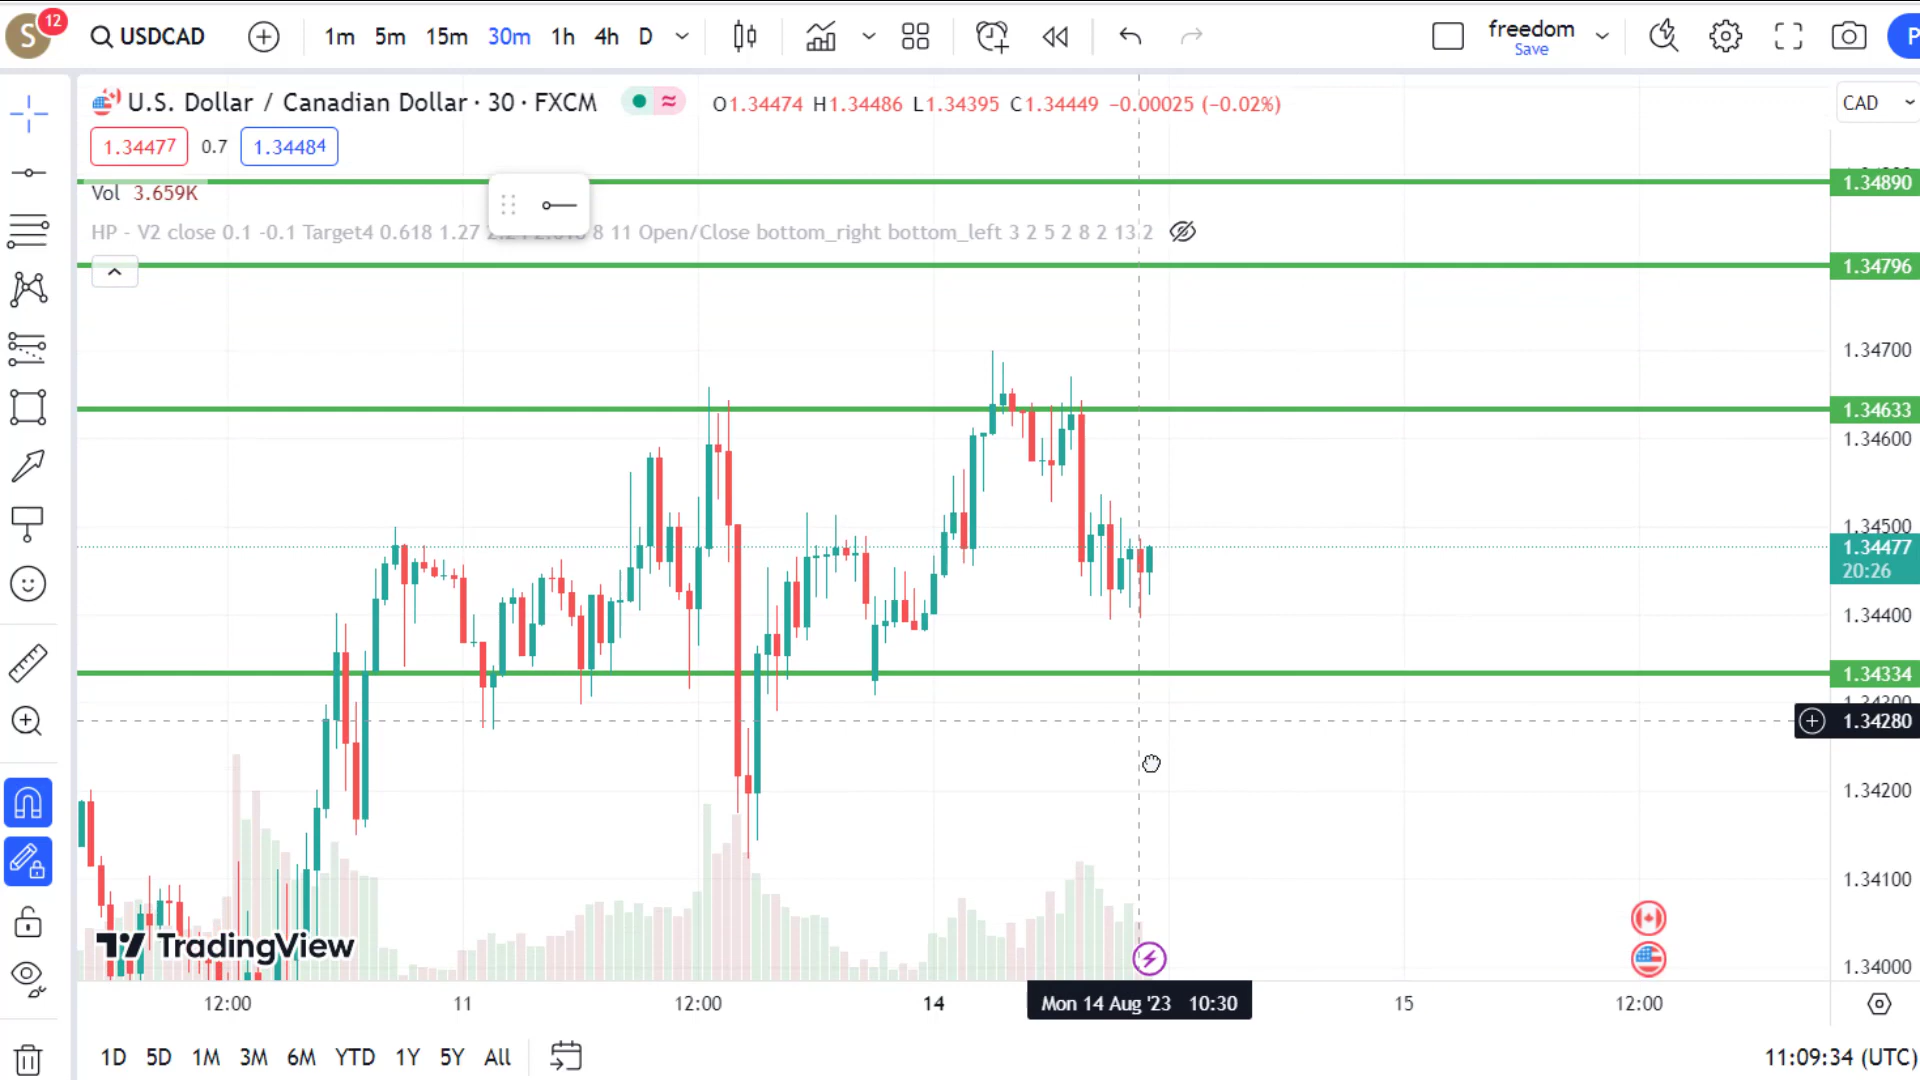 S 12 USDCAD 1m 5m 15m 30m 1h 4h D freedom P
Save
U.S. Dollar / Canadian Dollar · 30 · FXCM ≈ O1.34474 H1.34486 L1.34395 C1.34449 −0.00025 (−0.02%) CAD
1.34477 0.7 1.34484
1.34890
Vol 3.659K
HP - V2 close 0.1 -0.1 Target4 0.618 1.27 8 11 Open/Close bottom_right bottom_left 3 2 5 2 8 2 13 2
1.34796
1.34700
1.34633
1.34600
1.34500
1.34477
20:26
1.34400
1.34334
1.34280
1.34200
1.34100
TradingView
1.34000
12:00 11 12:00 14 Mon 14 Aug '23 10:30 15 12:00
1D 5D 1M 3M 6M YTD 1Y 5Y All 11:09:34 (UTC)